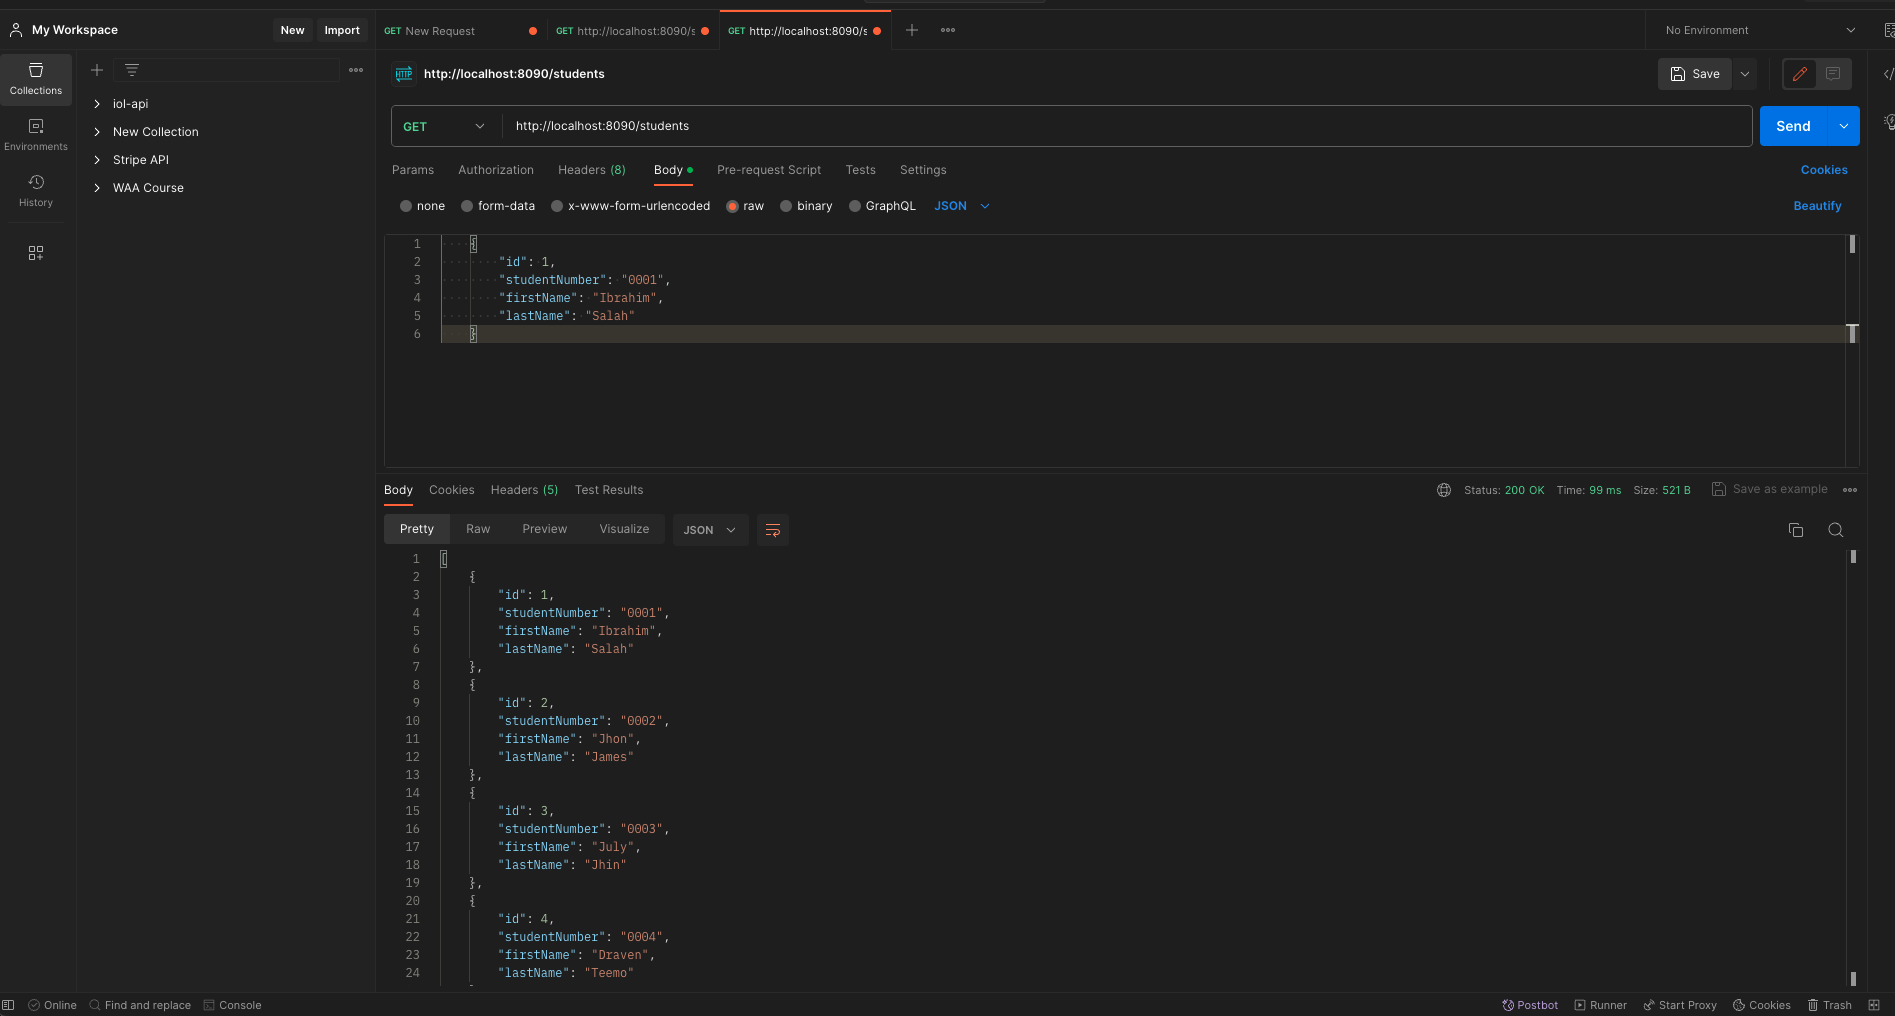 My Workspace
New
Import
GET New Request
GET http://localhost:8090/s
GET http://localhost:8090/s
No Environment
Collections
Environments
History
iol-api
New Collection
Stripe API
WAA Course
HTTP
http://localhost:8090/students
Save
GET
http://localhost:8090/students
Send
Params
Authorization
Headers (8)
Body
Pre-request Script
Tests
Settings
Cookies
none
form-data
x-www-form-urlencoded
raw
binary
GraphQL
JSON
Beautify
1 {
2 "id": 1,
3 "studentNumber": "0001",
4 "firstName": "Ibrahim",
5 "lastName": "Salah"
6 }
Body
Cookies
Headers (5)
Test Results
Status: 200 OK
Time: 99 ms
Size: 521 B
Save as example
Pretty
Raw
Preview
Visualize
JSON
1 [
2 {
3 "id": 1,
4 "studentNumber": "0001",
5 "firstName": "Ibrahim",
6 "lastName": "Salah"
7 },
8 {
9 "id": 2,
10 "studentNumber": "0002",
11 "firstName": "Jhon",
12 "lastName": "James"
13 },
14 {
15 "id": 3,
16 "studentNumber": "0003",
17 "firstName": "July",
18 "lastName": "Jhin"
19 },
20 {
21 "id": 4,
22 "studentNumber": "0004",
23 "firstName": "Draven",
24 "lastName": "Teemo"
Online
Find and replace
Console
Postbot
Runner
Start Proxy
Cookies
Trash